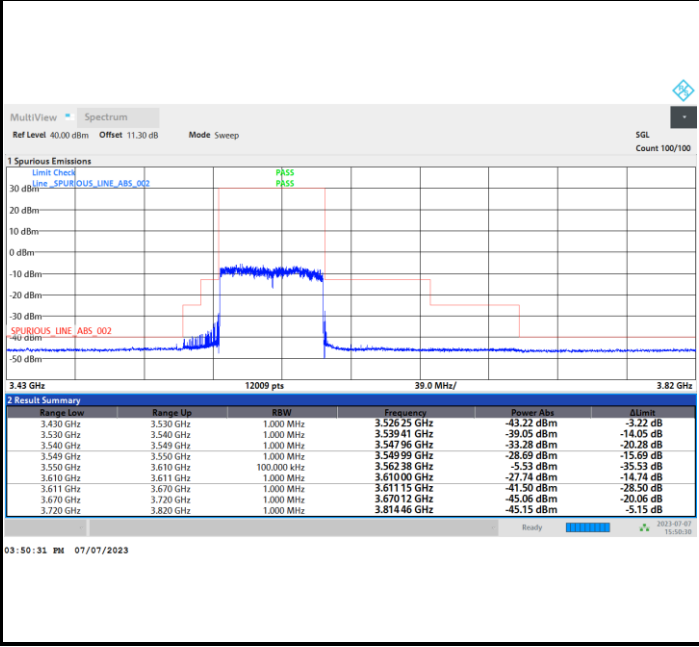 MultiView Spectrum
Ref Level 40.00 dBm Offset 11.30 dB Mode Sweep SGL
Count 100/100
1 Spurious Emissions
Limit Check PASS
Line _SPURIOUS_LINE_ABS_002 PASS
30 dBm
20 dBm
10 dBm
0 dBm
-10 dBm
-20 dBm
-30 dBm
_SPURIOUS_LINE_ABS_002
-40 dBm
-50 dBm
3.43 GHz 12009 pts 39.0 MHz/ 3.82 GHz
2 Result Summary
Range Low Range Up RBW Frequency Power Abs ΔLimit
3.430 GHz 3.530 GHz 1.000 MHz 3.526 25 GHz -43.22 dBm -3.22 dB
3.530 GHz 3.540 GHz 1.000 MHz 3.539 41 GHz -39.05 dBm -14.05 dB
3.540 GHz 3.549 GHz 1.000 MHz 3.547 96 GHz -33.28 dBm -20.28 dB
3.549 GHz 3.550 GHz 1.000 MHz 3.549 99 GHz -28.69 dBm -15.69 dB
3.550 GHz 3.610 GHz 100.000 kHz 3.562 38 GHz -5.53 dBm -35.53 dB
3.610 GHz 3.611 GHz 1.000 MHz 3.610 00 GHz -27.74 dBm -14.74 dB
3.611 GHz 3.670 GHz 1.000 MHz 3.611 15 GHz -41.50 dBm -28.50 dB
3.670 GHz 3.720 GHz 1.000 MHz 3.670 12 GHz -45.06 dBm -20.06 dB
3.720 GHz 3.820 GHz 1.000 MHz 3.814 46 GHz -45.15 dBm -5.15 dB
Ready 2023-07-07
15:50:30
03:50:31 PM 07/07/2023